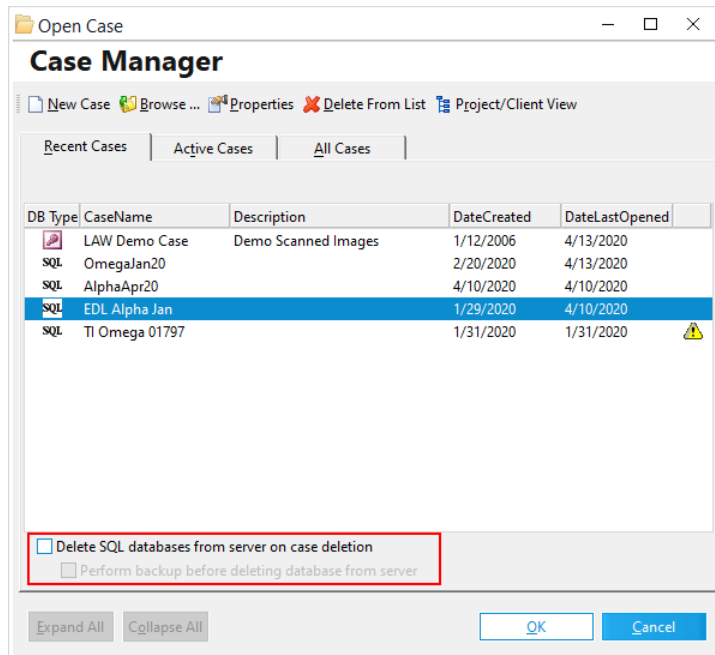 Open Case
Case Manager
New Case Browse ... Properties Delete From List Project/Client View
Recent Cases Active Cases All Cases
DB Type CaseName Description DateCreated DateLastOpened
LAW Demo Case Demo Scanned Images 1/12/2006 4/13/2020
SQL OmegaJan20 2/20/2020 4/13/2020
SQL AlphaApr20 4/10/2020 4/10/2020
SQL EDL Alpha Jan 1/29/2020 4/10/2020
SQL TI Omega 01797 1/31/2020 1/31/2020
Delete SQL databases from server on case deletion
Perform backup before deleting database from server
Expand All Collapse All OK Cancel